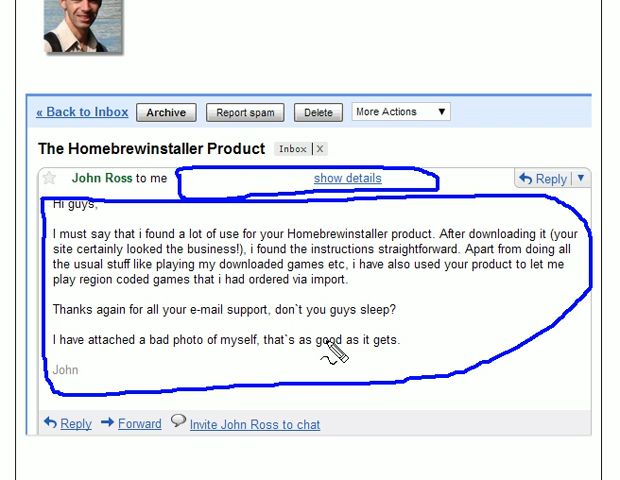 « Back to Inbox Archive Report spam Delete More Actions
The Homebrewinstaller Product Inbox X
John Ross to me show details Reply
Hi guys,
I must say that i found a lot of use for your Homebrewinstaller product. After downloading it (your
site certainly looked the business!), i found the instructions straightforward. Apart from doing all
the usual stuff like playing my downloaded games etc, i have also used your product to let me
play region coded games that i had ordered via import.
Thanks again for all your e-mail support, don`t you guys sleep?
I have attached a bad photo of myself, that`s as good as it gets.
John
Reply Forward Invite John Ross to chat